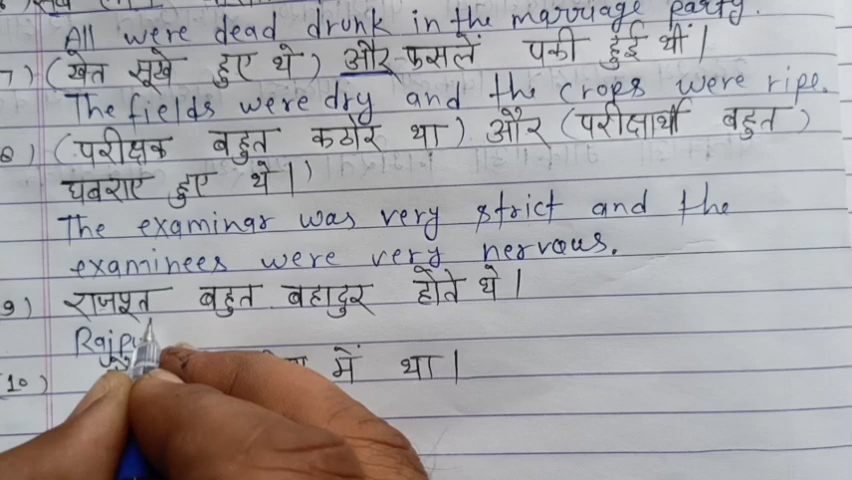 All were dead drunk in the marriage party.
7) (खेत सूखे हुए थे) और फसलें पकी हुई थीं।
The fields were dry and the crops were ripe.
8) (परीक्षक बहुत कठोर था) और (परीक्षार्थी बहुत)
घबराए हुए थे।)
The examinar was very strict and the
examinees were very nervous.
9) राजपूत बहुत बहादुर होते थे।
Rajpu
(10) में था।